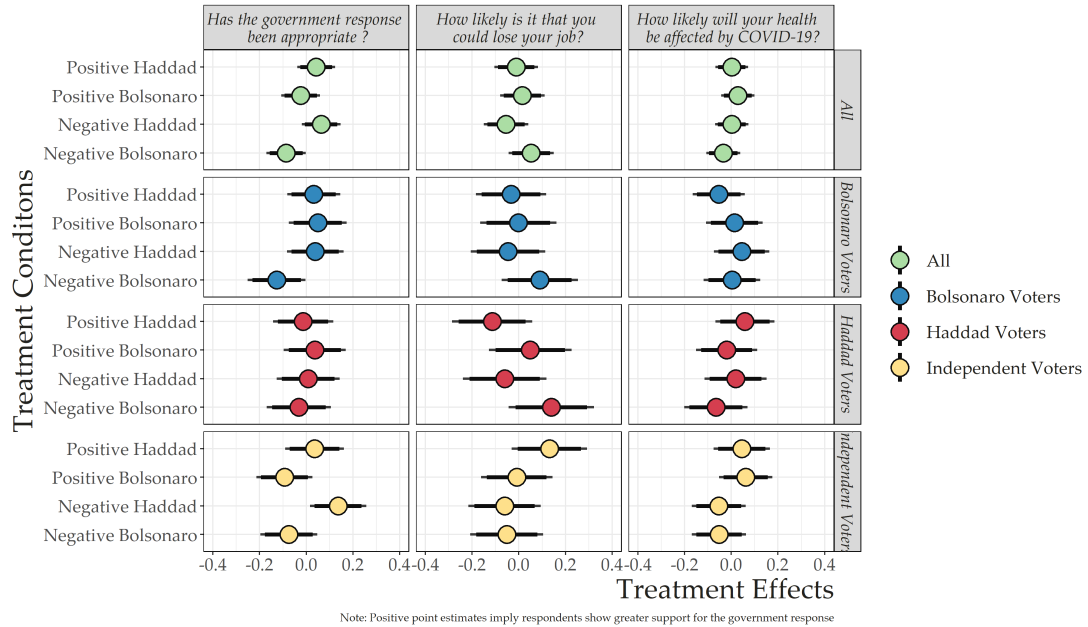 Has the government response
been appropriate ?
How likely is it that you
could lose your job?
How likely will your health
be affected by COVID-19?
Treatment Conditons
Positive Haddad
Positive Bolsonaro
Negative Haddad
Negative Bolsonaro
All
Positive Haddad
Positive Bolsonaro
Negative Haddad
Negative Bolsonaro
Bolsonaro Voters
Positive Haddad
Positive Bolsonaro
Negative Haddad
Negative Bolsonaro
Haddad Voters
Positive Haddad
Positive Bolsonaro
Negative Haddad
Negative Bolsonaro
ndependent Voters
-0.4 -0.2 0.0 0.2 0.4
-0.4 -0.2 0.0 0.2 0.4
-0.4 -0.2 0.0 0.2 0.4
Treatment Effects
Note: Positive point estimates imply respondents show greater support for the government response
All
Bolsonaro Voters
Haddad Voters
Independent Voters